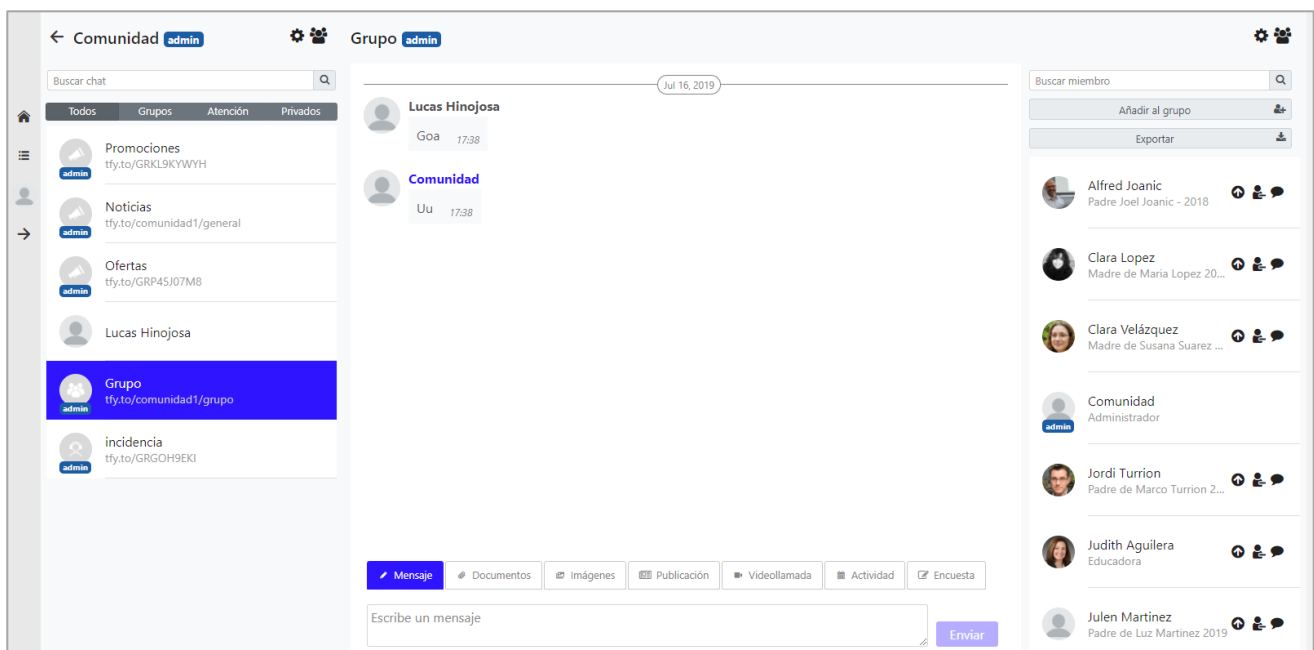 Comunidad admin
Buscar chat
Todos Grupos Atención Privados
Promociones
tfy.to/GRKL9KYWYH
admin
Noticias
tfy.to/comunidad1/general
admin
Ofertas
tfy.to/GRP45J07M8
admin
Lucas Hinojosa
Grupo
tfy.to/comunidad1/grupo
admin
incidencia
tfy.to/GRGOH9EKI
admin
Grupo admin
Jul 16, 2019
Lucas Hinojosa
Goa 17:38
Comunidad
Uu 17:38
Mensaje Documentos Imágenes Publicación Videollamada Actividad Encuesta
Escribe un mensaje
Enviar
Buscar miembro
Añadir al grupo
Exportar
Alfred Joanic
Padre Joel Joanic - 2018
Clara Lopez
Madre de Maria Lopez 20...
Clara Velázquez
Madre de Susana Suarez ...
Comunidad
Administrador
admin
Jordi Turrion
Padre de Marco Turrion 2...
Judith Aguilera
Educadora
Julen Martinez
Padre de Luz Martinez 2019